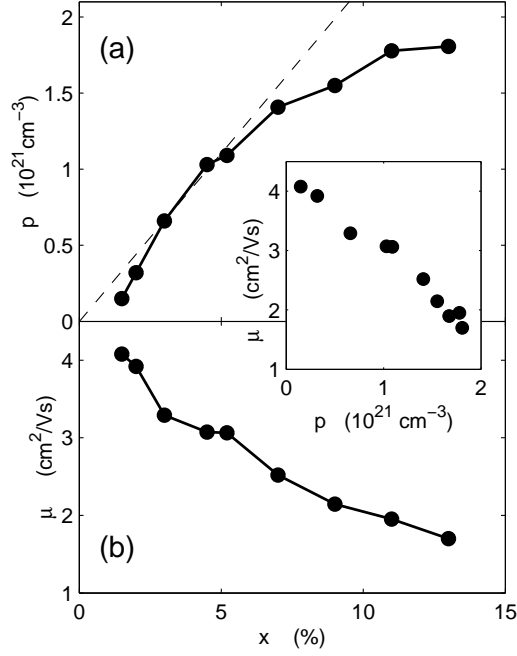 2
(a)
1.5
p (10²¹cm⁻³)
1
0.5
0
4
3
2
1
μ (cm²/Vs)
0 1 2
p (10²¹ cm⁻³)
4
3
2
1
μ (cm²/Vs)
(b)
0 5 10 15
x (%)